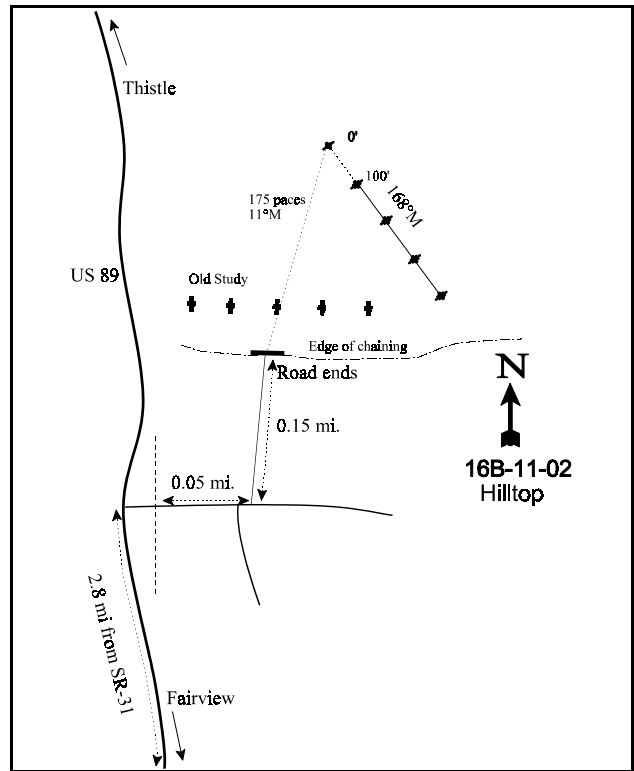 Thistle
0'
100'
168°M
175 paces
11°M
US 89
Old Study
Edge of chaining
Road ends
N
0.15 mi.
16B-11-02
Hilltop
0.05 mi.
2.8 mi from SR-31
Fairview